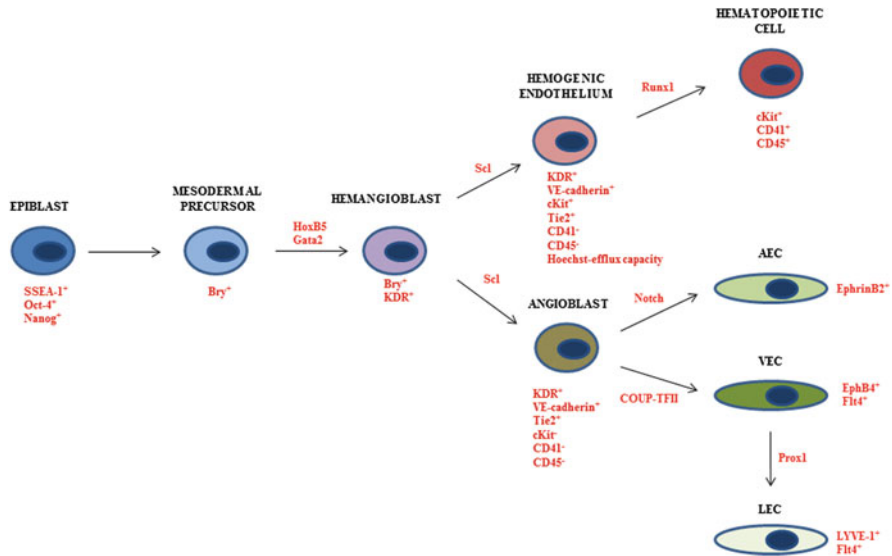 HEMATOPOIETIC
CELL
HEMOGENIC
ENDOTHELIUM
Runx1
cKit⁺
CD41⁺
CD45⁺
Scl
KDR⁺
VE-cadherin⁺
cKit⁺
Tie2⁺
CD41⁻
CD45⁻
Hoechst-efflux capacity
EPIBLAST
MESODERMAL
PRECURSOR
HEMANGIOBLAST
HoxB5
Gata2
SSEA-1⁺
Oct-4⁺
Nanog⁺
Bry⁺
Bry⁺
KDR⁺
Scl
ANGIOBLAST
KDR⁺
VE-cadherin⁺
Tie2⁺
cKit⁻
CD41⁻
CD45⁻
Notch
AEC
EphrinB2⁺
COUP-TFII
VEC
EphB4⁺
Flt4⁺
Prox1
LEC
LYVE-1⁺
Flt4⁺